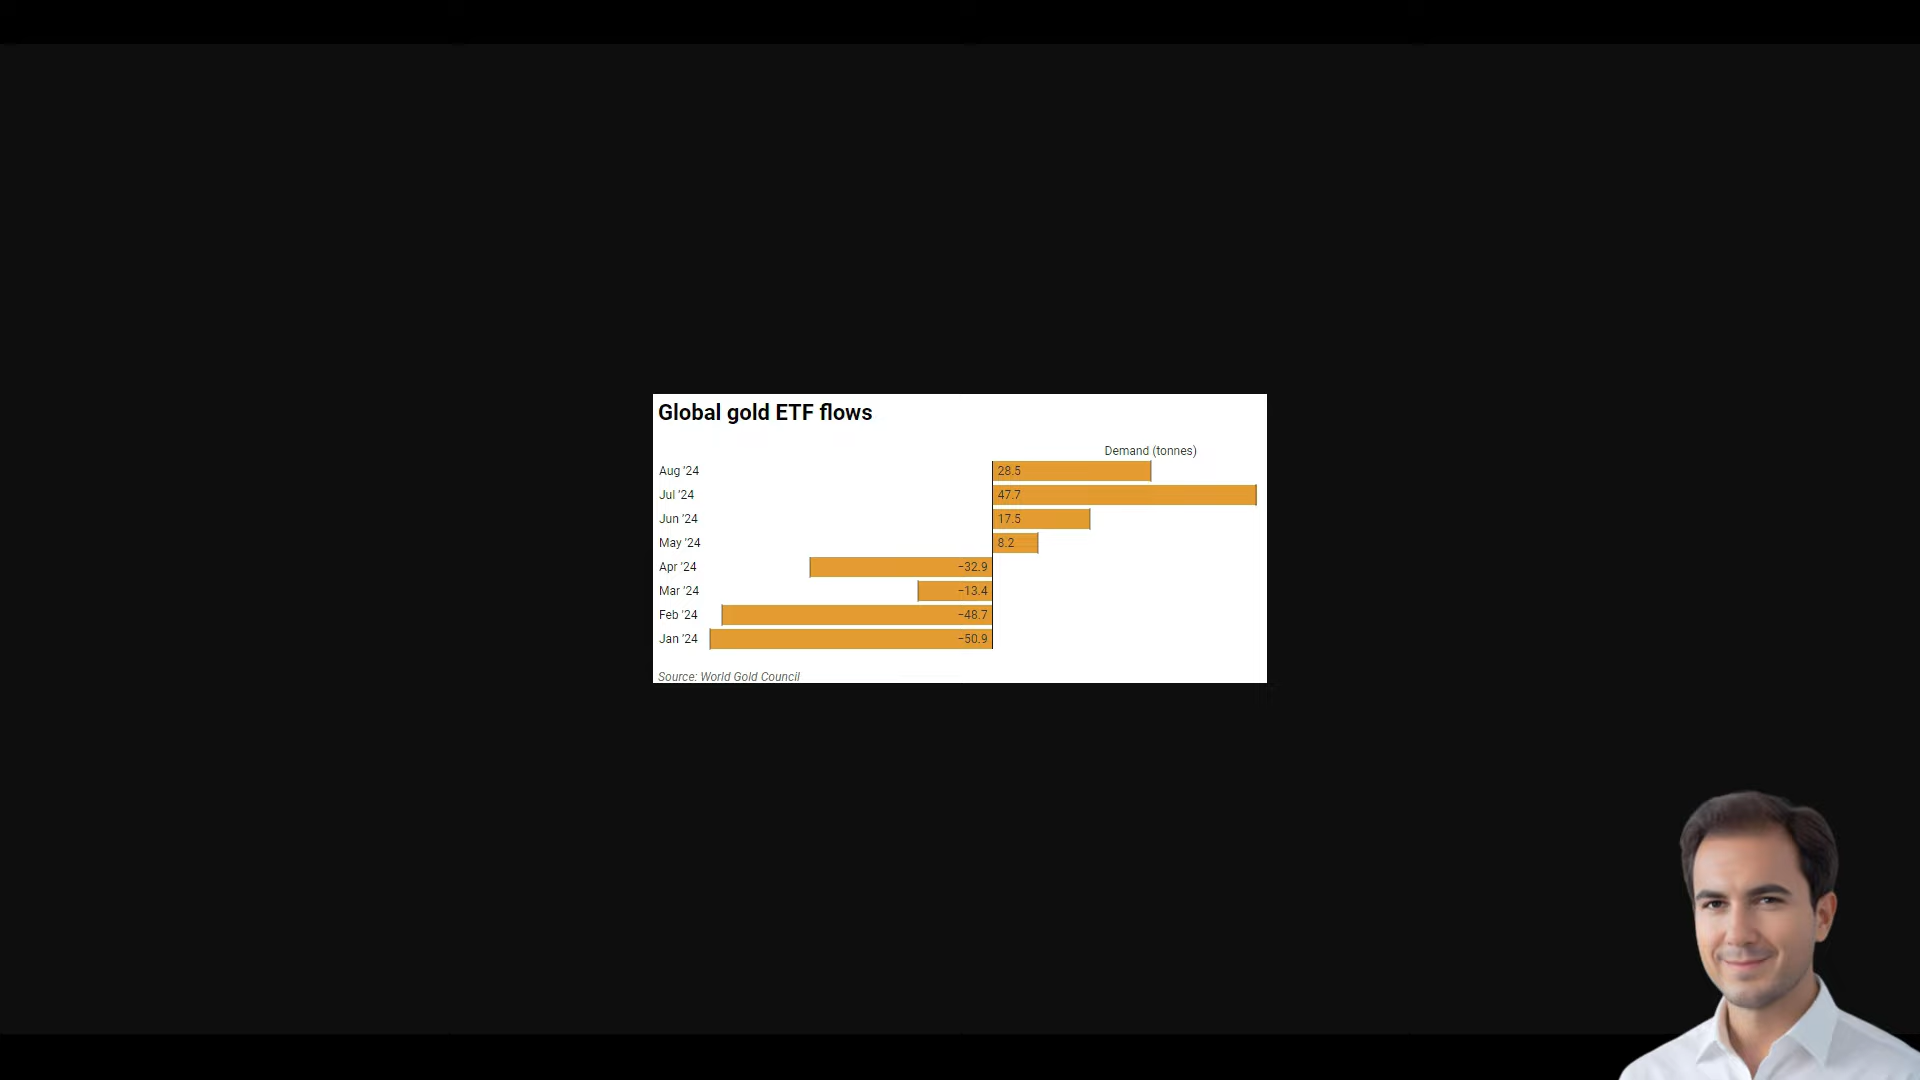 Global gold ETF flows
Demand (tonnes)
Aug '24 28.5
Jul '24 47.7
Jun '24 17.5
May '24 8.2
Apr '24 −32.9
Mar '24 −13.4
Feb '24 −48.7
Jan '24 −50.9
Source: World Gold Council